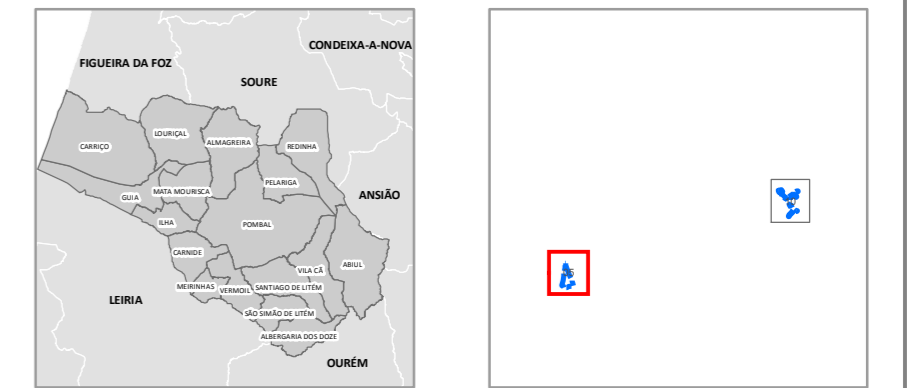 CONDEIXA-A-NOVA
FIGUEIRA DA FOZ
SOURE
LOURIÇAL
CARRIÇO
ALMAGREIRA
REDINHA
PELARIGA
MATA MOURISCA
GUIA
ANSIÃO
ILHA
POMBAL
CARNIDE
ABIUL
VILA CÃ
MEIRINHAS
VERMOIL
SANTIAGO DE LITÉM
LEIRIA
SÃO SIMÃO DE LITÉM
ALBERGARIA DOS DOZE
OURÉM